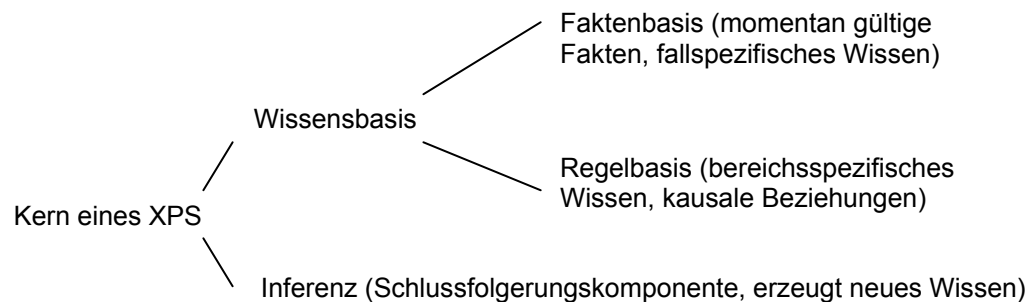 Faktenbasis (momentan gültige
Fakten, fallspezifisches Wissen)
Wissensbasis
Regelbasis (bereichsspezifisches
Wissen, kausale Beziehungen)
Kern eines XPS
Inferenz (Schlussfolgerungskomponente, erzeugt neues Wissen)